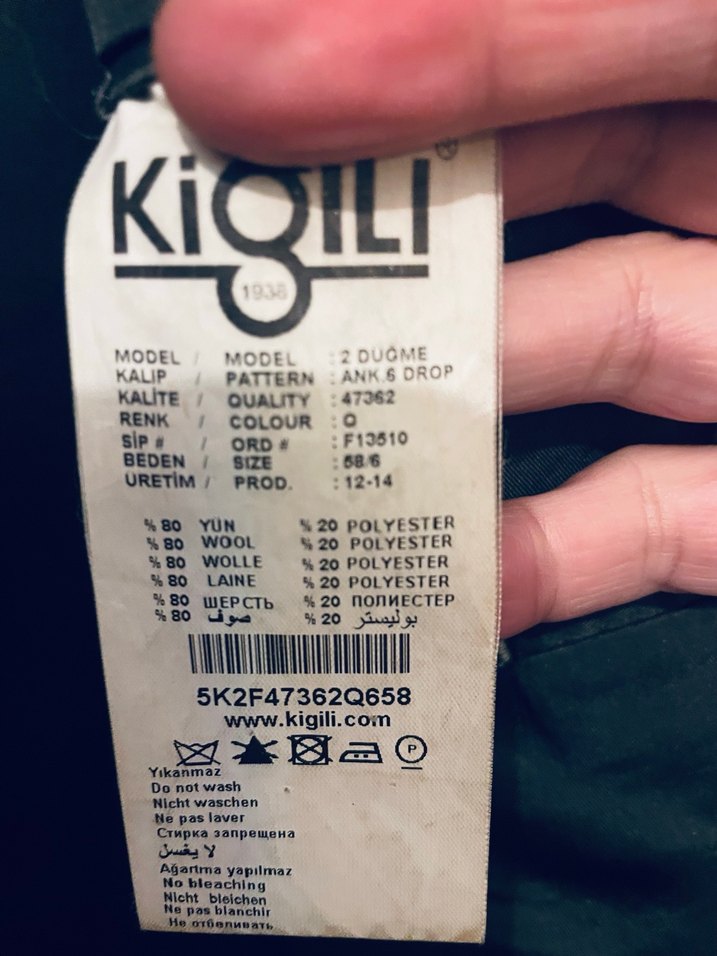 KiğILI
®
1938
MODEL / MODEL : 2 DÜĞME
KALIP / PATTERN : ANK.6 DROP
KALİTE / QUALITY : 47362
RENK / COLOUR : Q
SİP # / ORD # : F13510
BEDEN / SIZE : 58/6
ÜRETİM / PROD. : 12-14
% 80 YÜN % 20 POLYESTER
% 80 WOOL % 20 POLYESTER
% 80 WOLLE % 20 POLYESTER
% 80 LAINE % 20 POLYESTER
% 80 ШЕРСТЬ % 20 ПОЛИЕСТЕР
% 80 صوف % 20 بوليستر
5K2F47362Q658
www.kigili.com
P
Yıkanmaz
Do not wash
Nicht waschen
Ne pas laver
Стирка запрещена
لا يغسل
Ağartma yapılmaz
No bleaching
Nicht bleichen
Ne pas blanchir
Не отбеливать